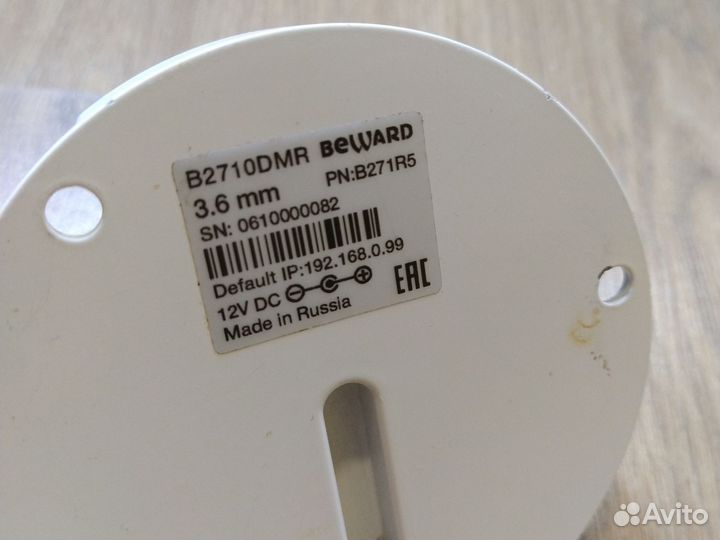 B2710DMR BEWARD
3.6 mm PN:B271R5
SN: 0610000082
Default IP:192.168.0.99
12V DC
Made in Russia
EAC
Avito